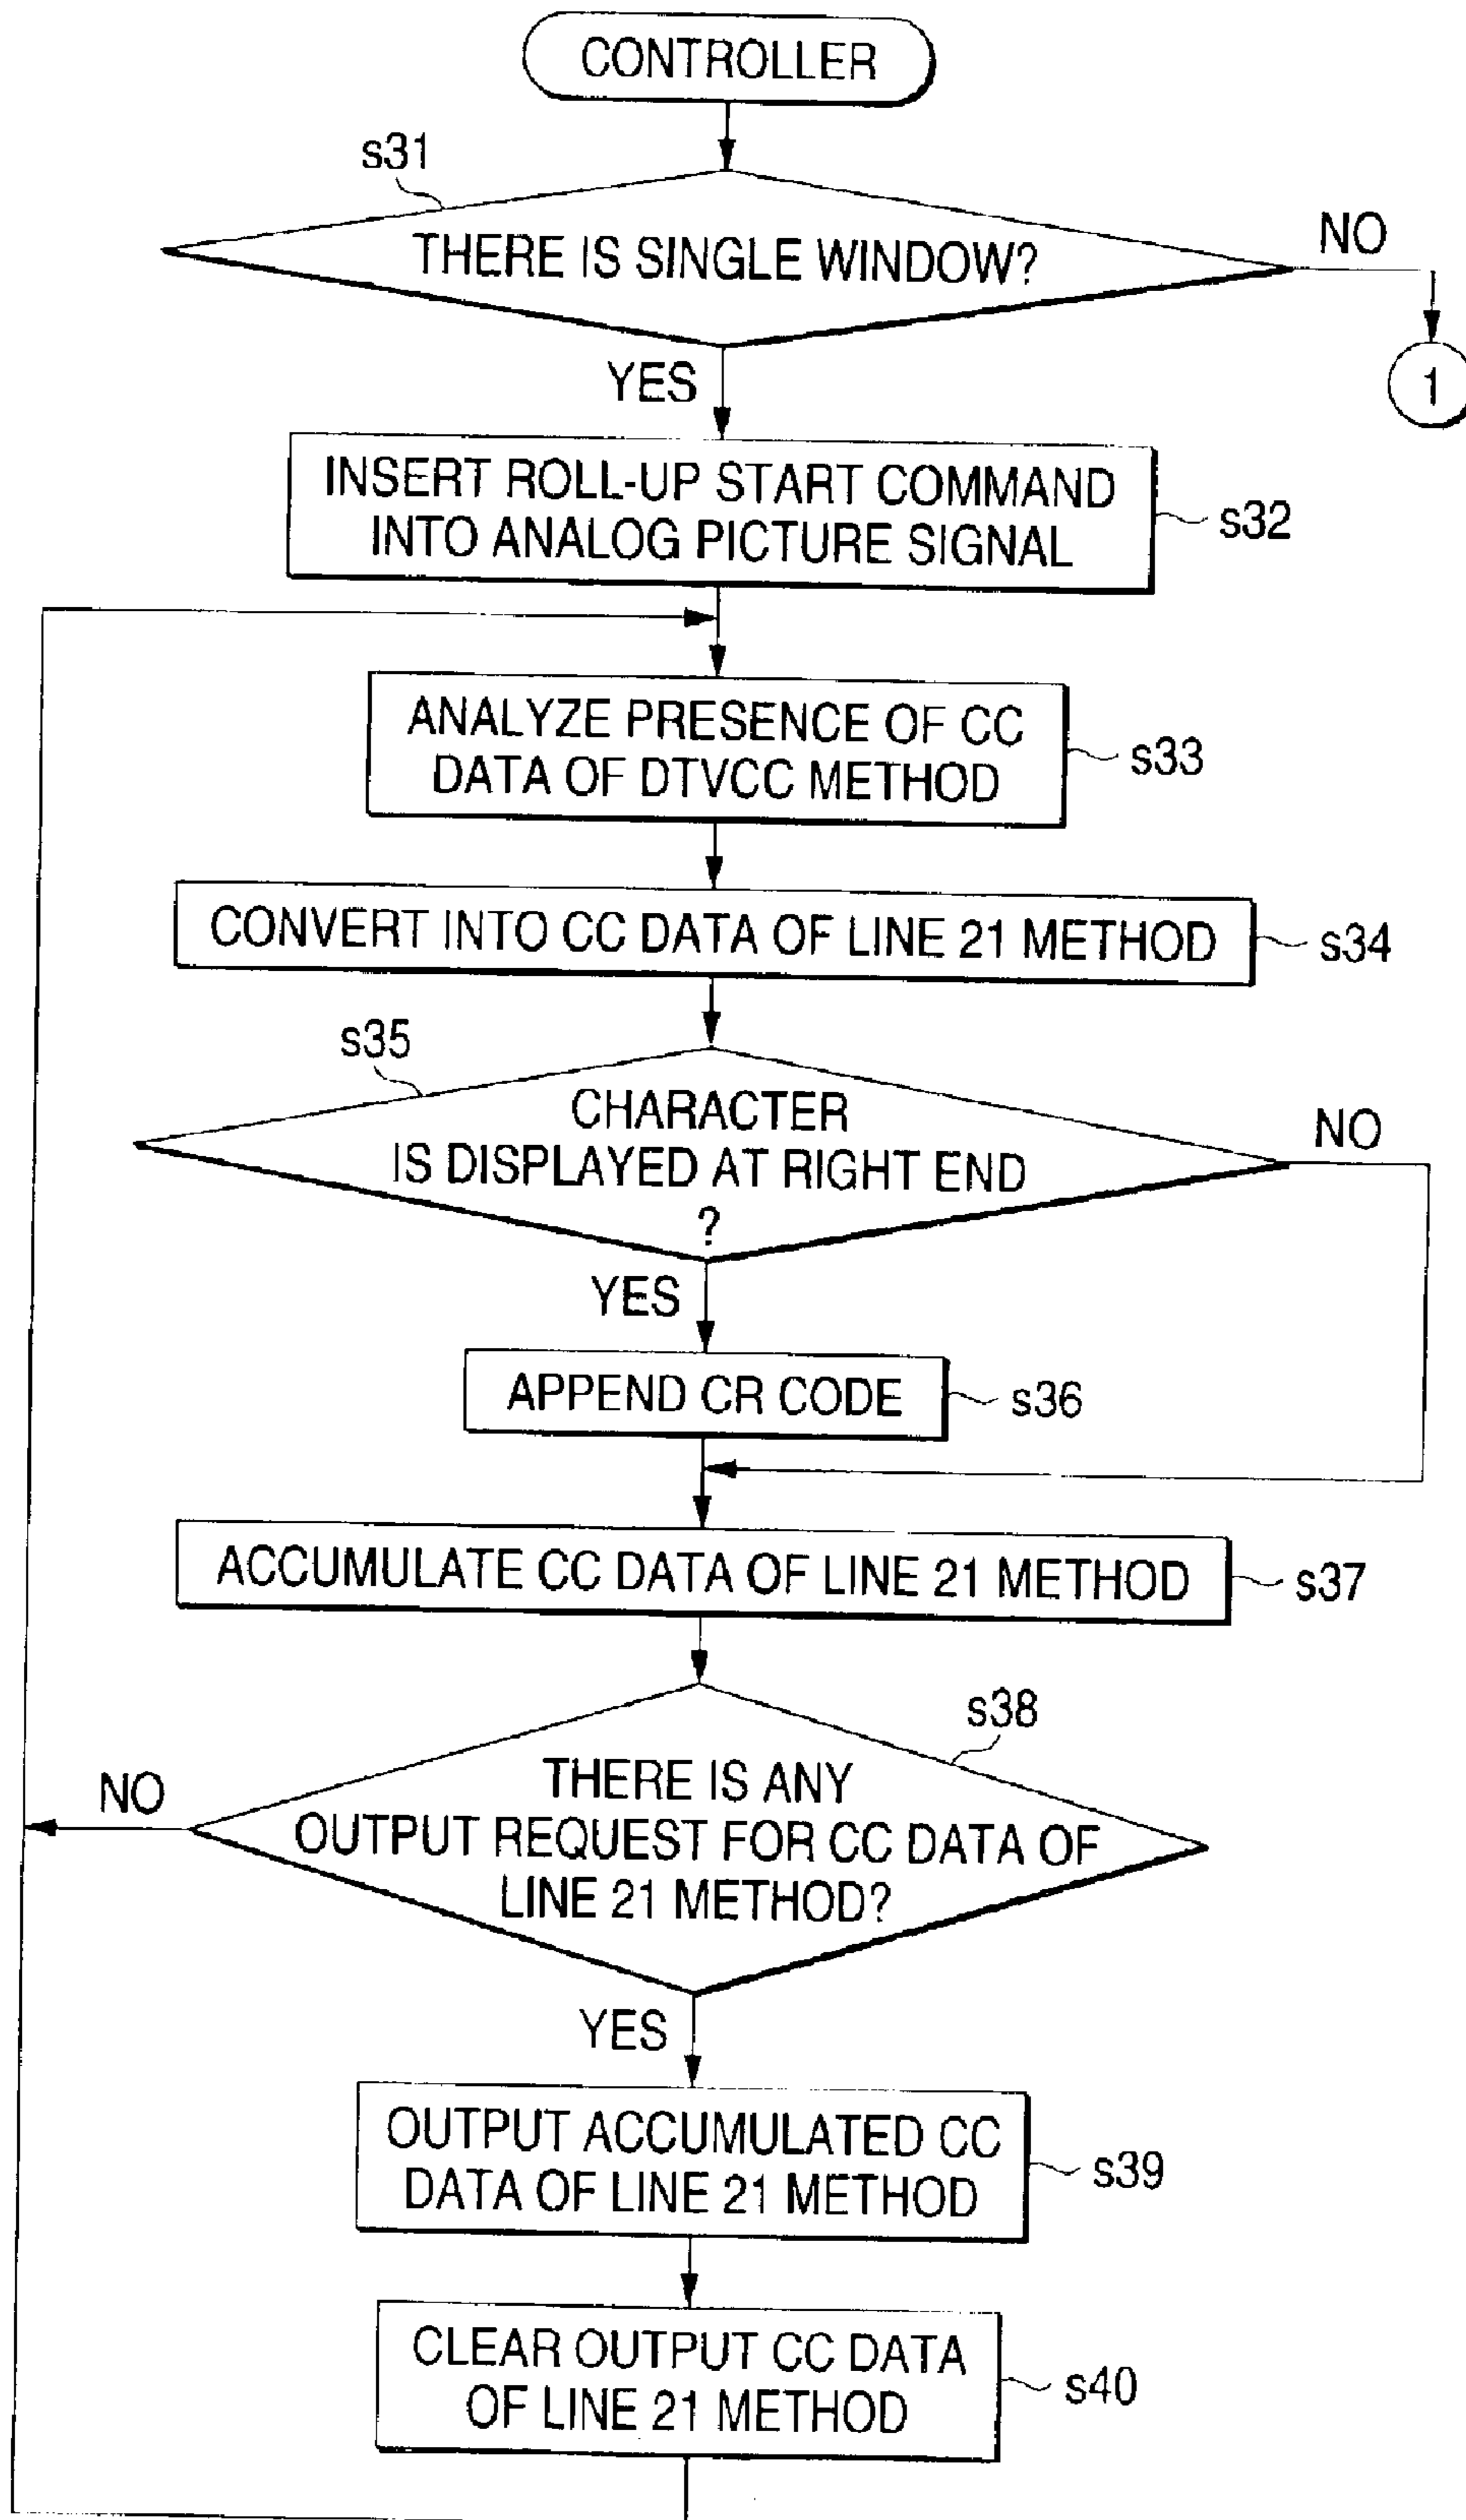 CONTROLLER
s31
THERE IS SINGLE WINDOW?
NO
1
YES
INSERT ROLL-UP START COMMAND
INTO ANALOG PICTURE SIGNAL
s32
ANALYZE PRESENCE OF CC
DATA OF DTVCC METHOD
s33
CONVERT INTO CC DATA OF LINE 21 METHOD
s34
s35
CHARACTER
IS DISPLAYED AT RIGHT END
?
NO
YES
APPEND CR CODE
s36
ACCUMULATE CC DATA OF LINE 21 METHOD
s37
s38
THERE IS ANY
OUTPUT REQUEST FOR CC DATA OF
LINE 21 METHOD?
NO
YES
OUTPUT ACCUMULATED CC
DATA OF LINE 21 METHOD
s39
CLEAR OUTPUT CC DATA
OF LINE 21 METHOD
s40